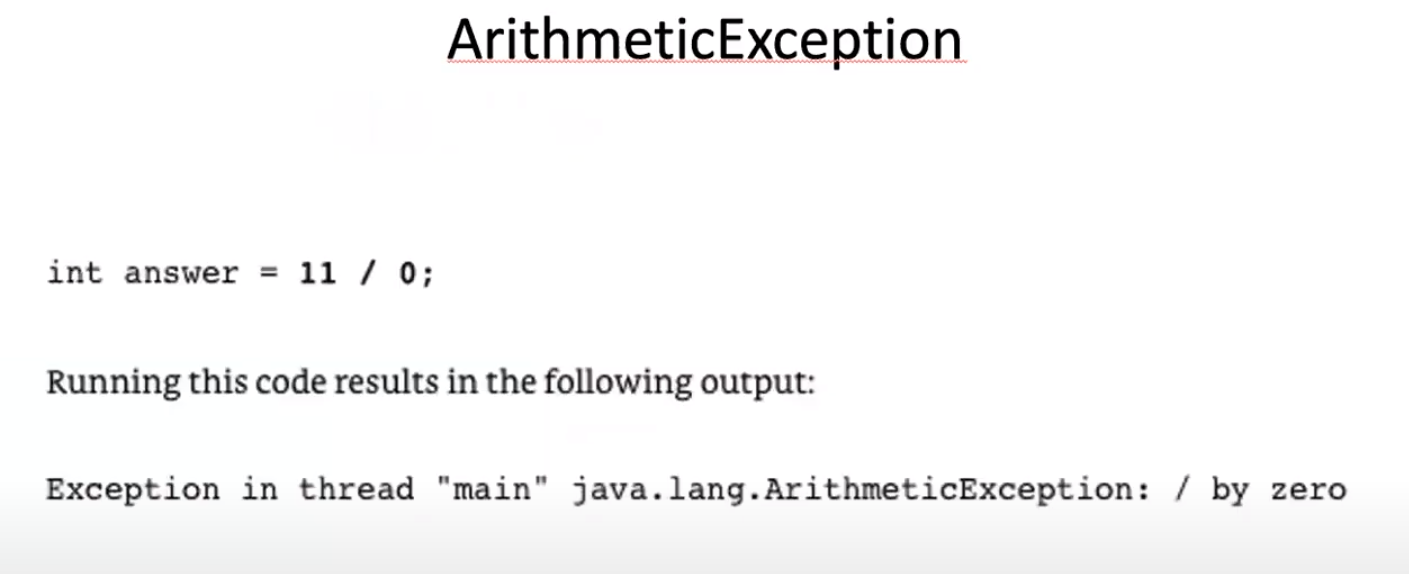 ArithmeticException
int answer = 11 / 0;
Running this code results in the following output:
Exception in thread "main" java.lang.ArithmeticException: / by zero